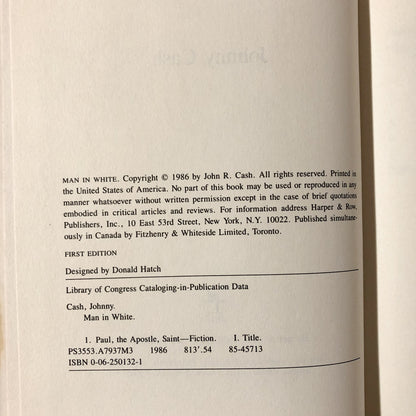 Johnny Cash
MAN IN WHITE. Copyright © 1986 by John R. Cash. All rights reserved. Printed in
the United States of America. No part of this book may be used or reproduced in any
manner whatsoever without written permission except in the case of brief quotations
embodied in critical articles and reviews. For information address Harper & Row,
Publishers, Inc., 10 East 53rd Street, New York, N.Y. 10022. Published simultane-
ously in Canada by Fitzhenry & Whiteside Limited, Toronto.
FIRST EDITION
Designed by Donald Hatch
Library of Congress Cataloging-in-Publication Data
Cash, Johnny.
Man in White.
1. Paul, the Apostle, Saint—Fiction. I. Title.
PS3553.A7937M3 1986 813'.54 85-45713
ISBN 0-06-250132-1